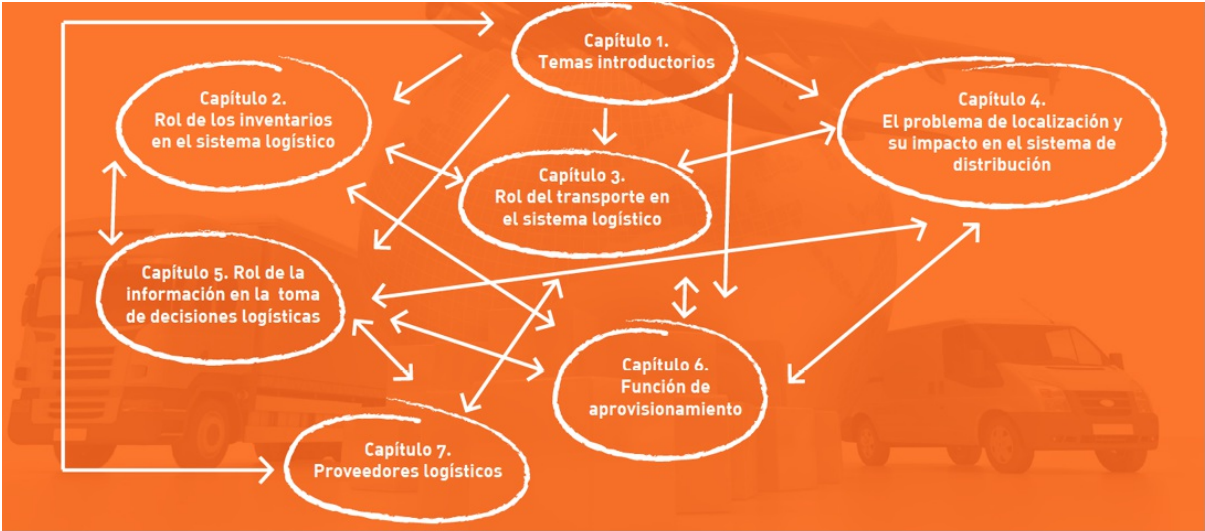 Capítulo 1.
Temas introductorios
Capítulo 2.
Rol de los inventarios
en el sistema logístico
Capítulo 3.
Rol del transporte en
el sistema logístico
Capítulo 4.
El problema de localización y
su impacto en el sistema de
distribución
Capítulo 5. Rol de la
información en la toma
de decisiones logísticas
Capítulo 6.
Función de
aprovisionamiento
Capítulo 7.
Proveedores logísticos